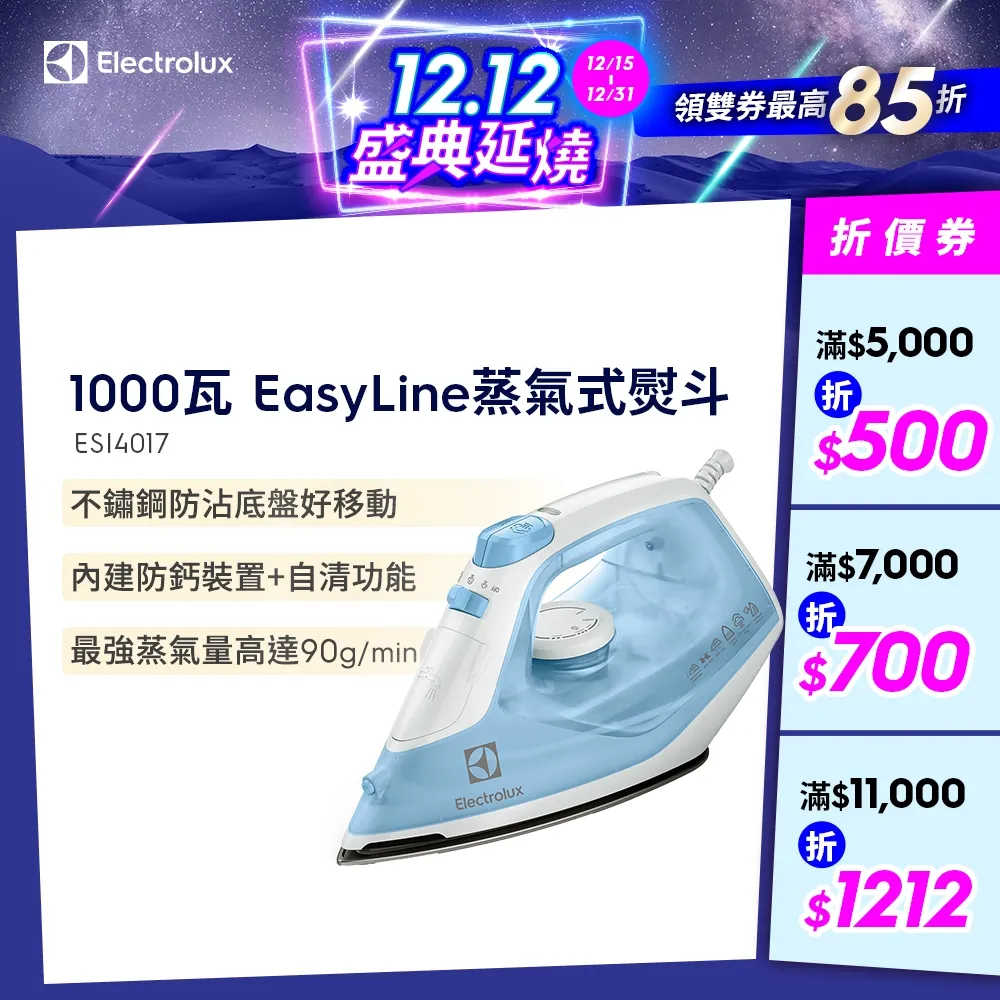 Electrolux
12.12
盛典延燒
12/15
-
12/31
領雙券最高85折
折價券
滿$5,000
折
$500
滿$7,000
折
$700
滿$11,000
折
$1212
1000瓦 EasyLine蒸氣式熨斗
ESI4017
不鏽鋼防沾底盤好移動
內建防鈣裝置+自清功能
最強蒸氣量高達90g/min
Electrolux